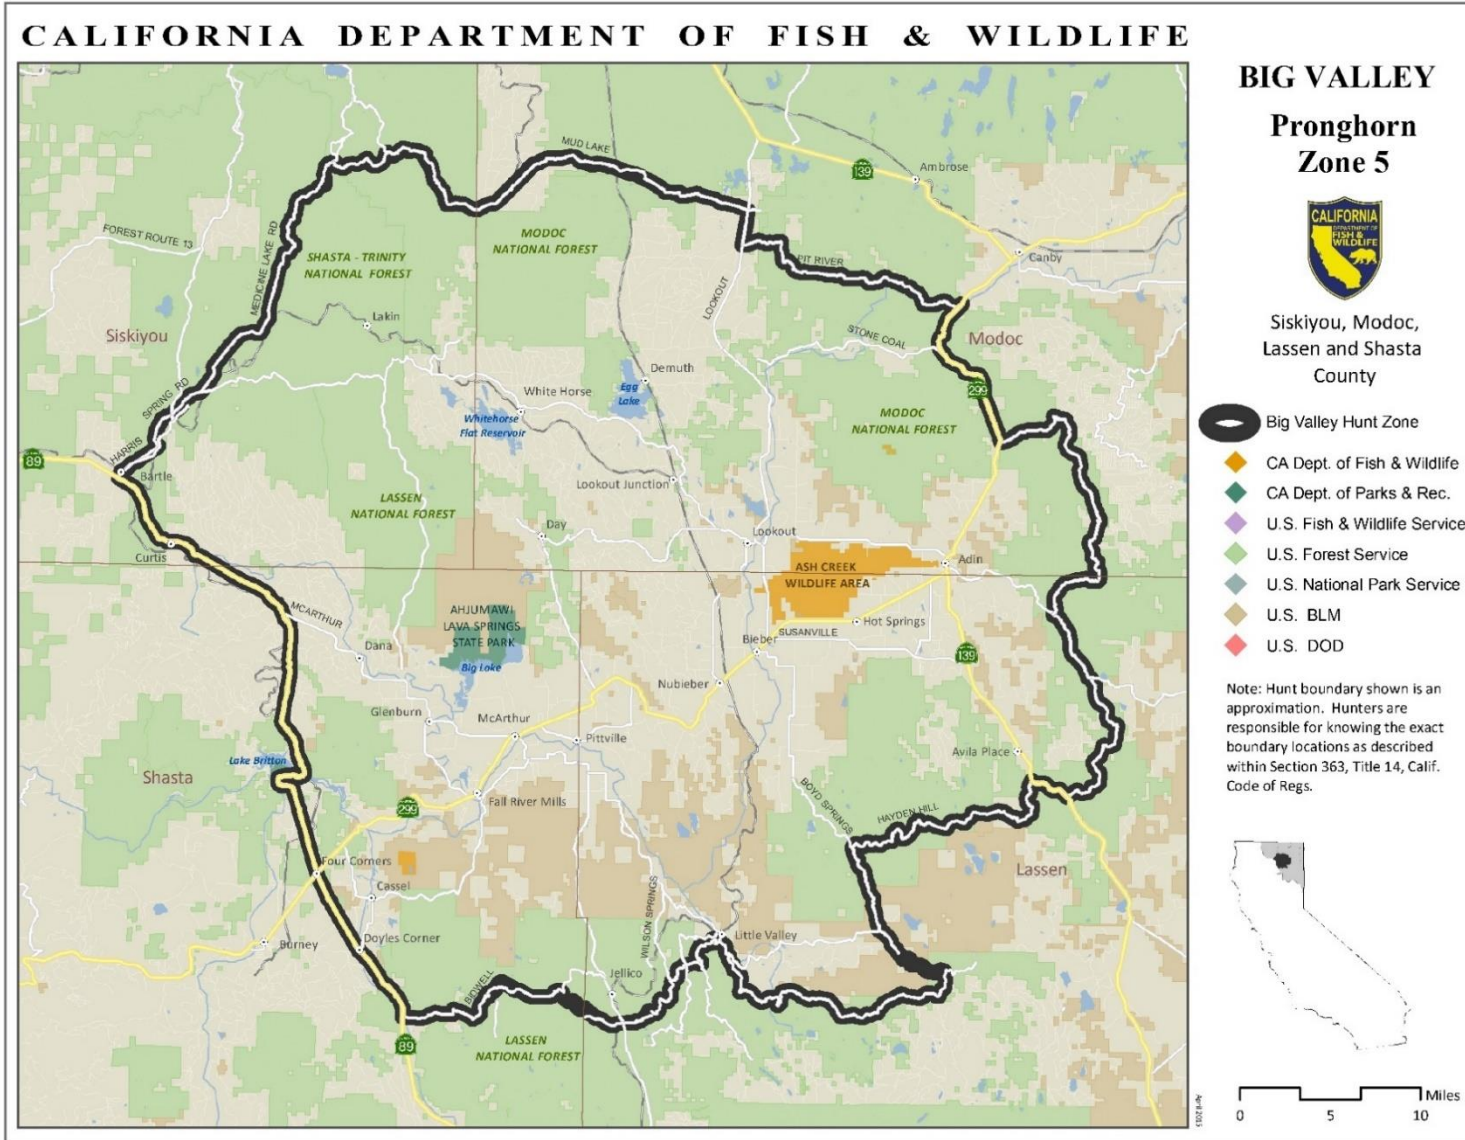 CALIFORNIA DEPARTMENT OF FISH & WILDLIFE
BIG VALLEY
Pronghorn
Zone 5
CALIFORNIA
DEPARTMENT OF
FISH &
WILDLIFE
Siskiyou, Modoc,
Lassen and Shasta
County
Big Valley Hunt Zone
CA Dept. of Fish & Wildlife
CA Dept. of Parks & Rec.
U.S. Fish & Wildlife Service
U.S. Forest Service
U.S. National Park Service
U.S. BLM
U.S. DOD
Note: Hunt boundary shown is an
approximation. Hunters are
responsible for knowing the exact
boundary locations as described
within Section 363, Title 14, Calif.
Code of Regs.
Miles
0 5 10
April 2013
MUD LAKE
139
Ambrose
FOREST ROUTE 13
MEDICINE LAKE RD
SHASTA - TRINITY
NATIONAL FOREST
MODOC
NATIONAL FOREST
PIT RIVER
Canby
LOOKOUT
Siskiyou
Lakin
STONE COAL
Modoc
Demuth
299
SPRING RD
White Horse
Egg
Lake
Whitehorse
Flat Reservoir
MODOC
NATIONAL FOREST
HARRIS
89
Bartle
Lookout Junction
LASSEN
NATIONAL FOREST
Day
Lookout
Curtis
Adin
ASH CREEK
WILDLIFE AREA
MCARTHUR
AHJUMAWI
LAVA SPRINGS
STATE PARK
Hot Springs
SUSANVILLE
Bieber
Dana
139
Big Lake
Nubieber
Glenburn
McArthur
Pittville
Avila Place
Lake Britton
Shasta
BOYD SPRINGS
299
Fall River Mills
HAYDEN HILL
Four Corners
Lassen
Cassel
WILSON SPRINGS
Burney
Doyles Corner
Little Valley
BIDWELL
Jellico
LASSEN
NATIONAL FOREST
89